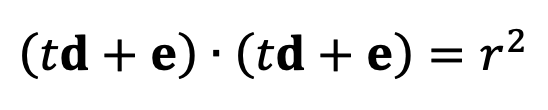 (t𝐝 + 𝐞) · (t𝐝 + 𝐞) = r²